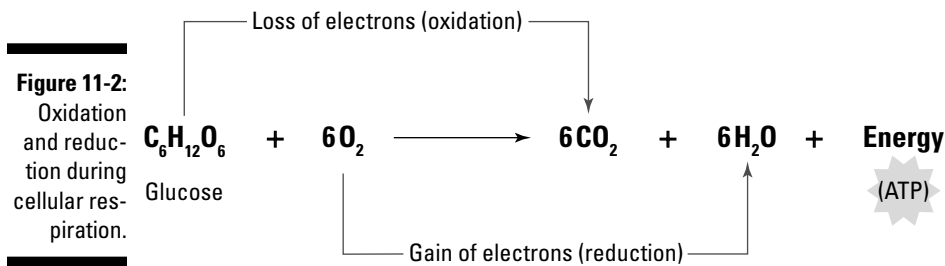 Loss of electrons (oxidation)
Figure 11-2:
Oxidation
and reduc-
tion during
cellular res-
piration.
C₆H₁₂O₆ + 6O₂ → 6CO₂ + 6H₂O + Energy
Glucose
(ATP)
Gain of electrons (reduction)